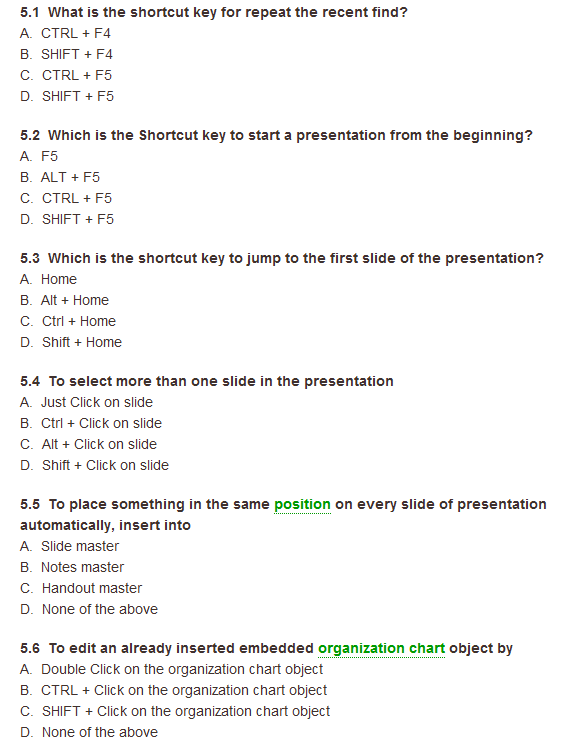 5.1 What is the shortcut key for repeat the recent find?
A. CTRL + F4
B. SHIFT + F4
C. CTRL + F5
D. SHIFT + F5
5.2 Which is the Shortcut key to start a presentation from the beginning?
A. F5
B. ALT + F5
C. CTRL + F5
D. SHIFT + F5
5.3 Which is the shortcut key to jump to the first slide of the presentation?
A. Home
B. Alt + Home
C. Ctrl + Home
D. Shift + Home
5.4 To select more than one slide in the presentation
A. Just Click on slide
B. Ctrl + Click on slide
C. Alt + Click on slide
D. Shift + Click on slide
5.5 To place something in the same position on every slide of presentation
automatically, insert into
A. Slide master
B. Notes master
C. Handout master
D. None of the above
5.6 To edit an already inserted embedded organization chart object by
A. Double Click on the organization chart object
B. CTRL + Click on the organization chart object
C. SHIFT + Click on the organization chart object
D. None of the above